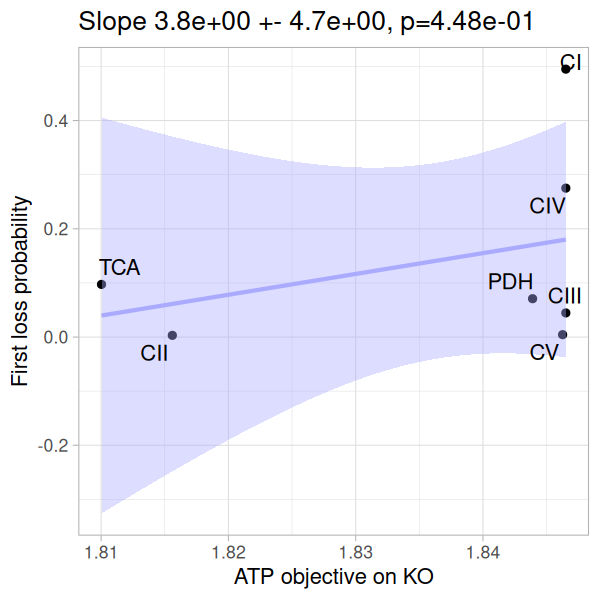 Slope 3.8e+00 +- 4.7e+00, p=4.48e-01
First loss probability
0.4
0.2
0.0
-0.2
CI
CIV
TCA
PDH
CIII
CII
CV
1.81
1.82
1.83
1.84
ATP objective on KO